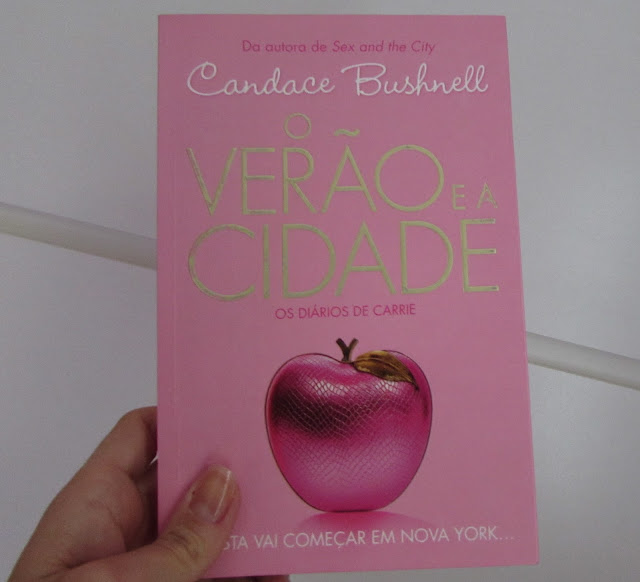 Da autora de Sex and the City
Candace Bushnell
O
VERÃO E A
CIDADE
OS DIÁRIOS DE CARRIE
VAI COMEÇAR EM NOVA YORK...